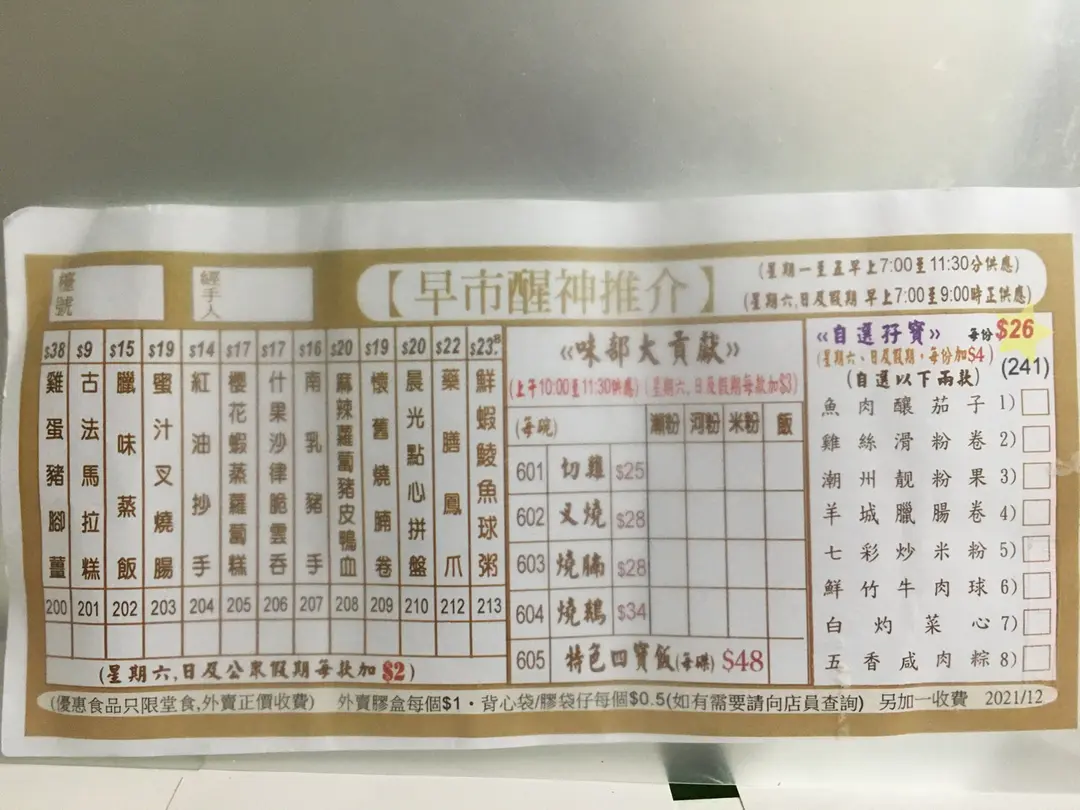 檯號
經手人
【早市醒神推介】
(星期一至五早上7:00至11:30分供應)
(星期六,日及假期 早上7:00至9:00時正供應)
$38 雞蛋豬腳薑 200
$9 古法馬拉糕 201
$15 臘味蒸飯 202
$19 蜜汁叉燒腸 203
$14 紅油抄手 204
$17 櫻花蝦蒸蘿蔔糕 205
$17 什果沙律脆雲吞 206
$16 南乳豬手 207
$20 麻辣蘿蔔豬皮鴨血 208
$19 懷舊燒腩卷 209
$20 晨光點心拼盤 210
$22 藥膳鳳爪 212
$23.8 鮮蝦鯪魚球粥 213
(星期六,日及公眾假期每款加$2)
«味部大貢獻»
(上午10:00至11:30供應)(星期六,日及假期每款加$3)
(每碗) 瀨粉 河粉 米粉 飯
601 切雞 $25
602 叉燒 $28
603 燒腩 $28
604 燒鵝 $34
605 特色四寶飯(每碟) $48
«自選孖寶» 每份$26
(星期六、日及假期,每份加$4)
(241)
(自選以下兩款)
魚肉釀茄子 1)
雞絲滑粉卷 2)
潮州靚粉果 3)
羊城臘腸卷 4)
七彩炒米粉 5)
鮮竹牛肉球 6)
白灼菜心 7)
五香咸肉粽 8)
(優惠食品只限堂食,外賣正價收費) 外賣膠盒每個$1·背心袋/膠袋仔每個$0.5(如有需要請向店員查詢) 另加一收費 2021/12